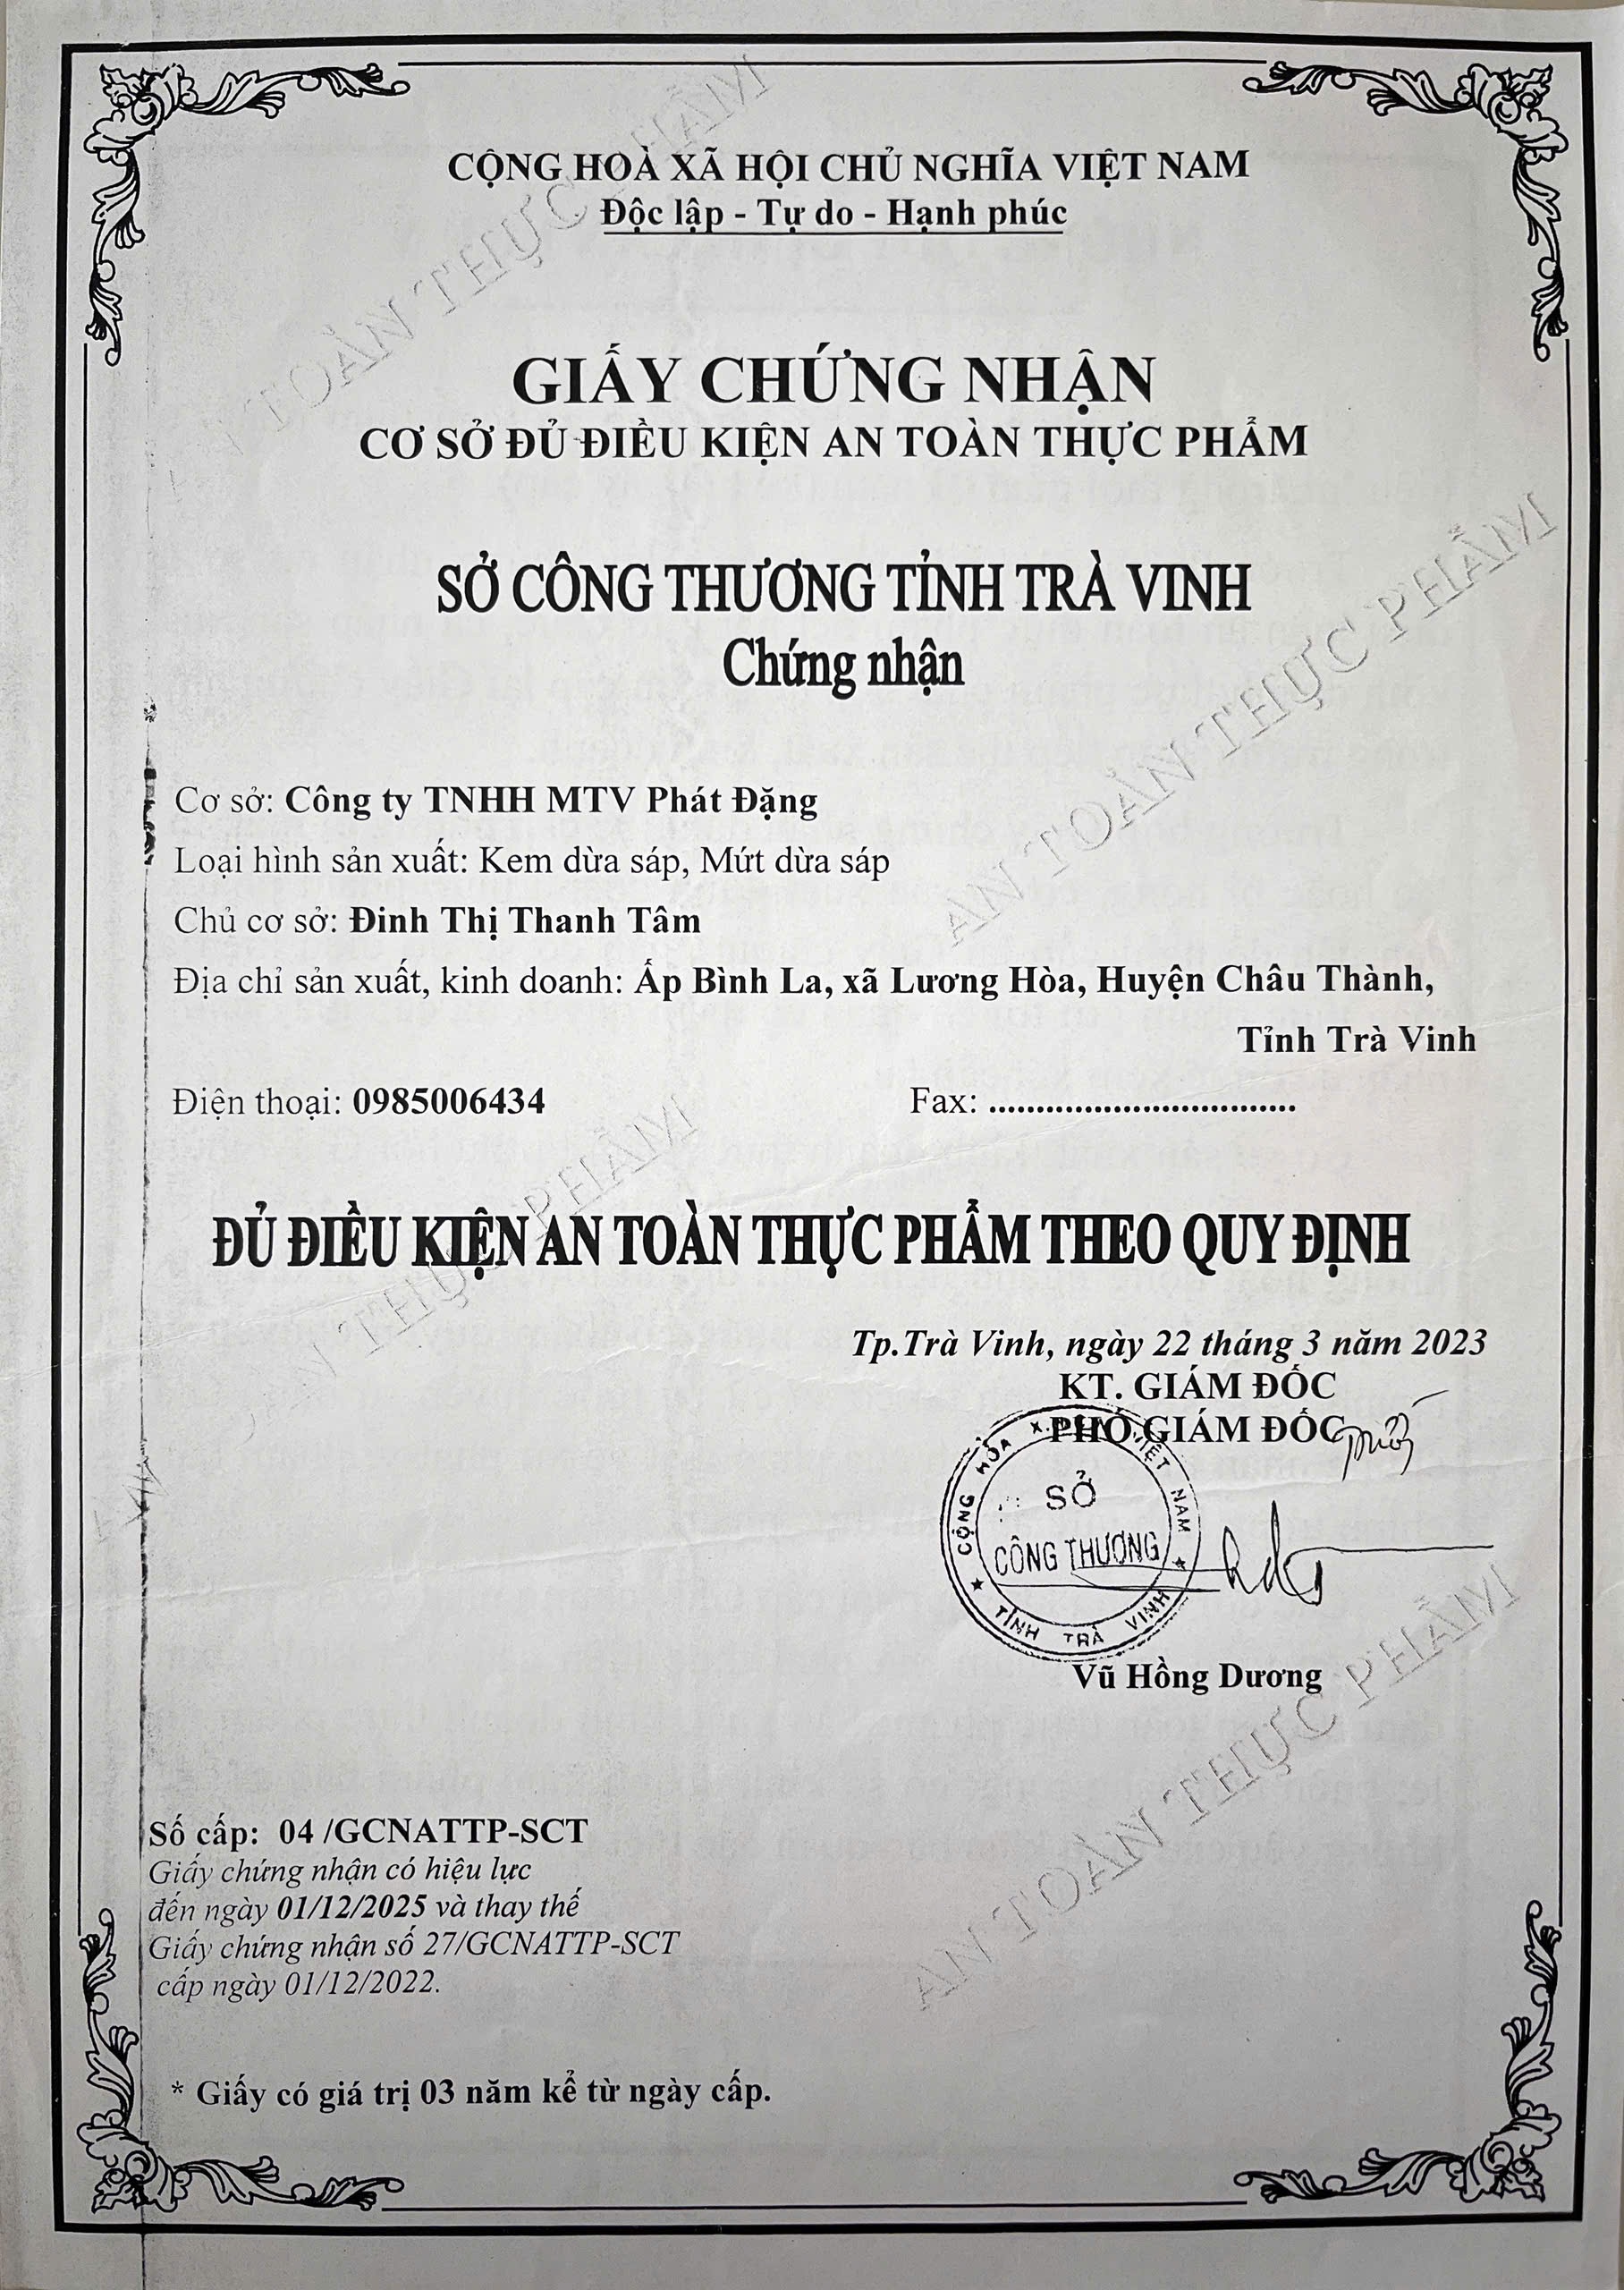 CỘNG HOÀ XÃ HỘI CHỦ NGHĨA VIỆT NAM
Độc lập - Tự do - Hạnh phúc
GIẤY CHỨNG NHẬN
CƠ SỞ ĐỦ ĐIỀU KIỆN AN TOÀN THỰC PHẨM
SỞ CÔNG THƯƠNG TỈNH TRÀ VINH
Chứng nhận
Cơ sở: Công ty TNHH MTV Phát Đặng
Loại hình sản xuất: Kem dừa sáp, Mứt dừa sáp
Chủ cơ sở: Đinh Thị Thanh Tâm
Địa chỉ sản xuất, kinh doanh: Ấp Bình La, xã Lương Hòa, Huyện Châu Thành,
Tỉnh Trà Vinh
Điện thoại: 0985006434 Fax: ................................
ĐỦ ĐIỀU KIỆN AN TOÀN THỰC PHẨM THEO QUY ĐỊNH
Tp.Trà Vinh, ngày 22 tháng 3 năm 2023
KT. GIÁM ĐỐC
PHÓ GIÁM ĐỐC
CỘNG HÒA X. VIỆT NAM
SỞ
CÔNG THƯƠNG
TỈNH TRÀ VINH
Vũ Hồng Dương
Số cấp: 04 /GCNATTP-SCT
Giấy chứng nhận có hiệu lực
đến ngày 01/12/2025 và thay thế
Giấy chứng nhận số 27/GCNATTP-SCT
cấp ngày 01/12/2022.
* Giấy có giá trị 03 năm kể từ ngày cấp.
TOÀN THỰC PHẨM
AN TOÀN THỰC PHẨM
THỰC PHẨM
AN TOÀN THỰC PHẨM